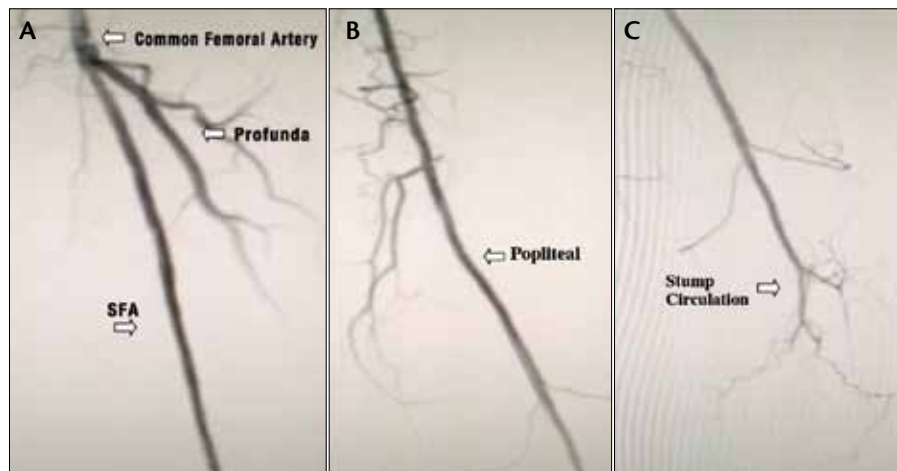 A
Common Femoral Artery
Profunda
SFA
B
Popliteal
C
Stump
Circulation